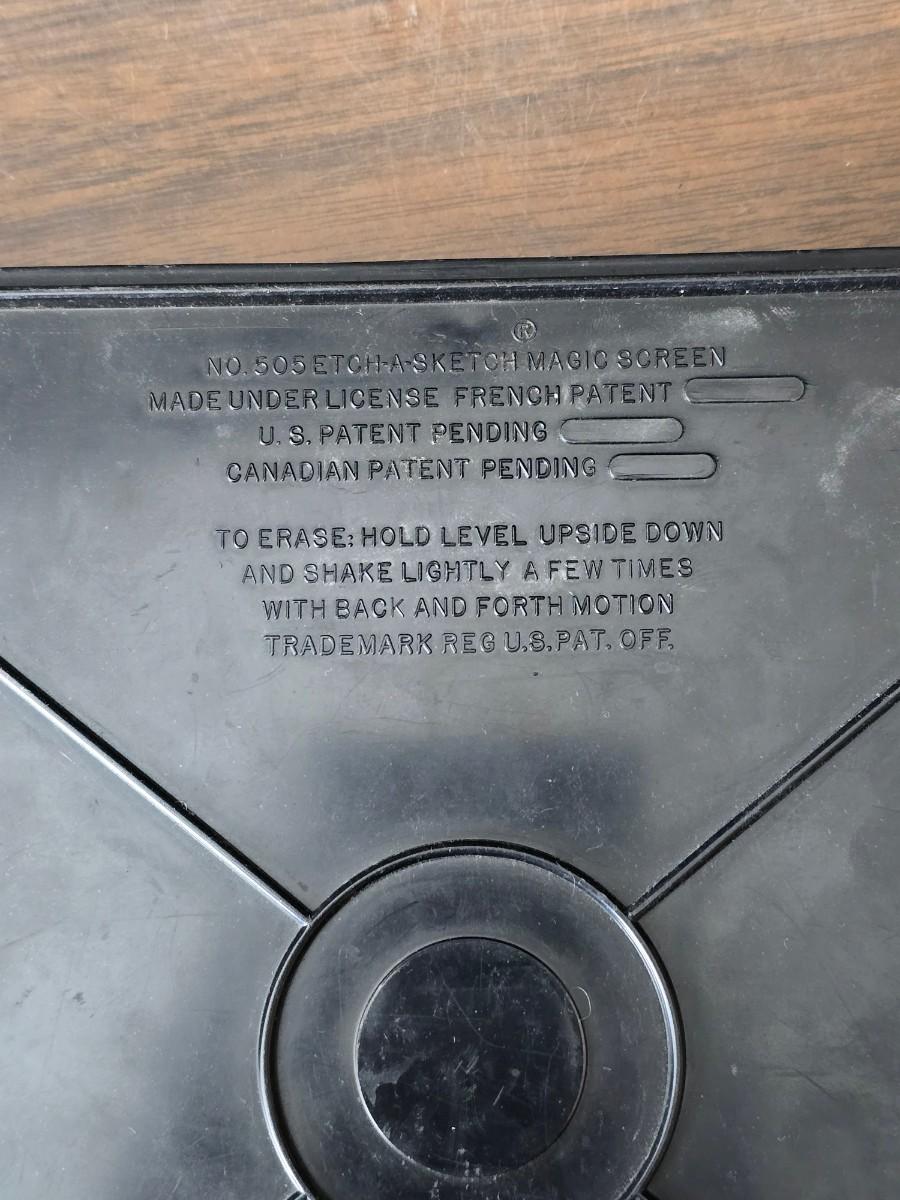 ®
NO. 505 ETCH-A-SKETCH MAGIC SCREEN
MADE UNDER LICENSE FRENCH PATENT
U. S. PATENT PENDING
CANADIAN PATENT PENDING
TO ERASE: HOLD LEVEL UPSIDE DOWN
AND SHAKE LIGHTLY A FEW TIMES
WITH BACK AND FORTH MOTION
TRADEMARK REG U.S. PAT. OFF.